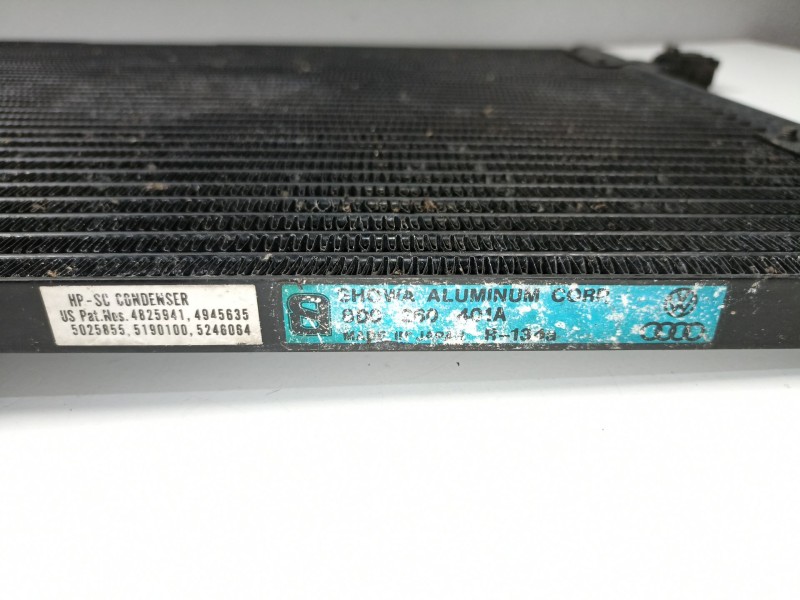 HP-SC CONDENSER
US Pat.Nos. 4825941, 4945635
5025855, 5190100, 5246064
SHOWA ALUMINUM CORP
260 401A
MADE IN JAPAN R-134a